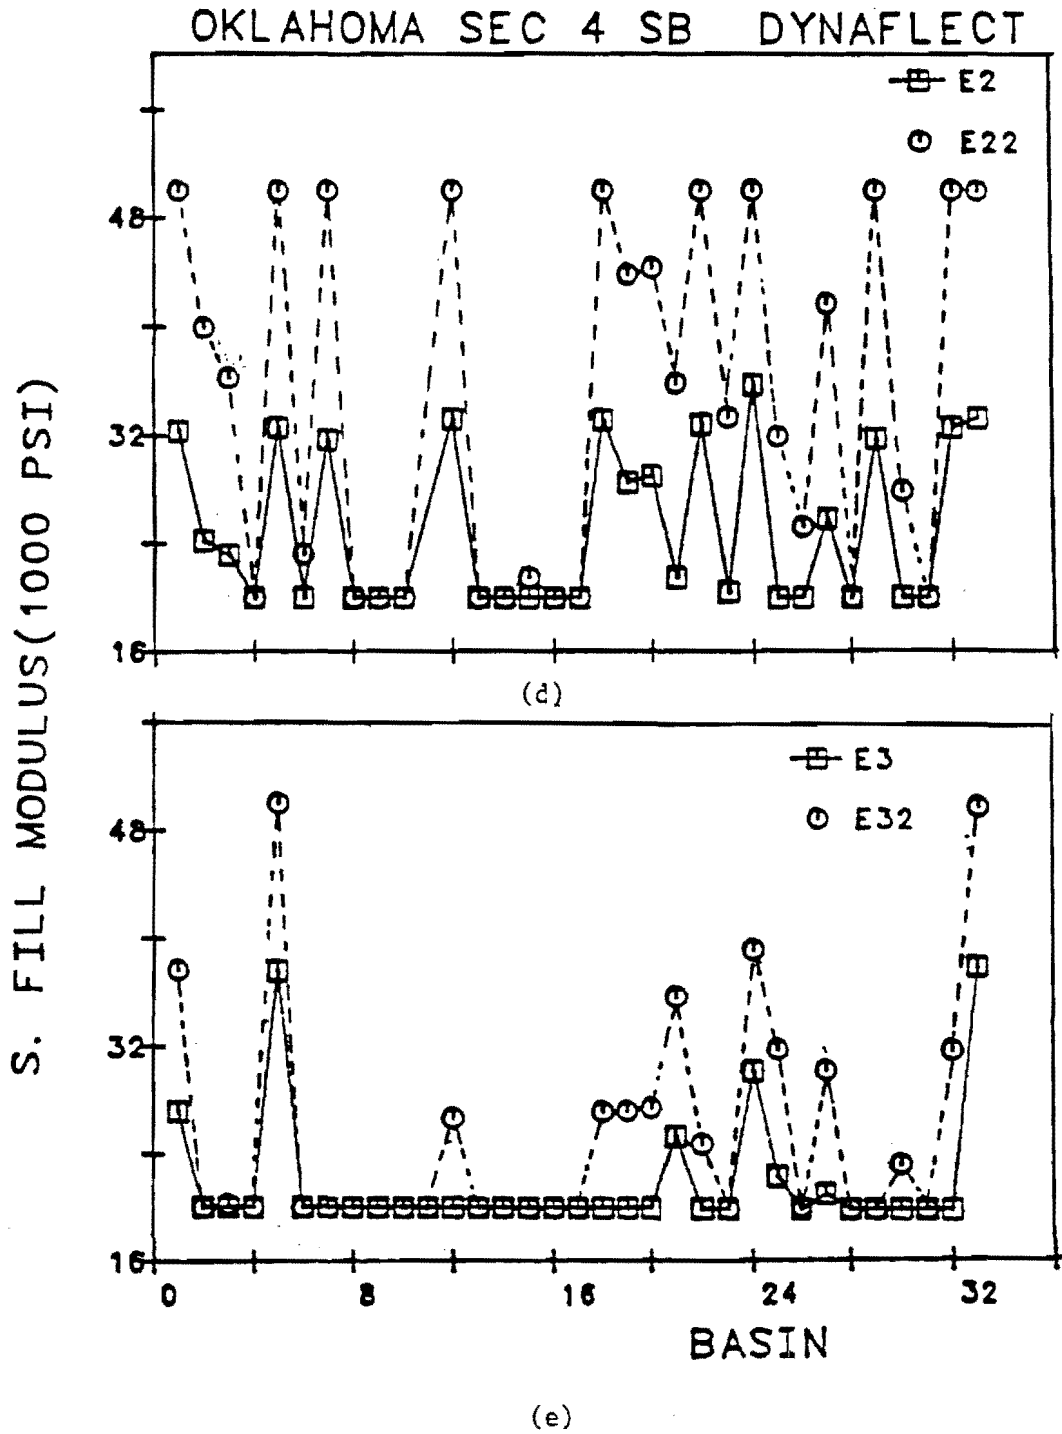 OKLAHOMA SEC 4 SB DYNAFLECT
E2
E22
48
32
16
(d)
S. FILL MODULUS(1000 PSI)
E3
E32
48
32
16
0 8 16 24 32
BASIN
(e)